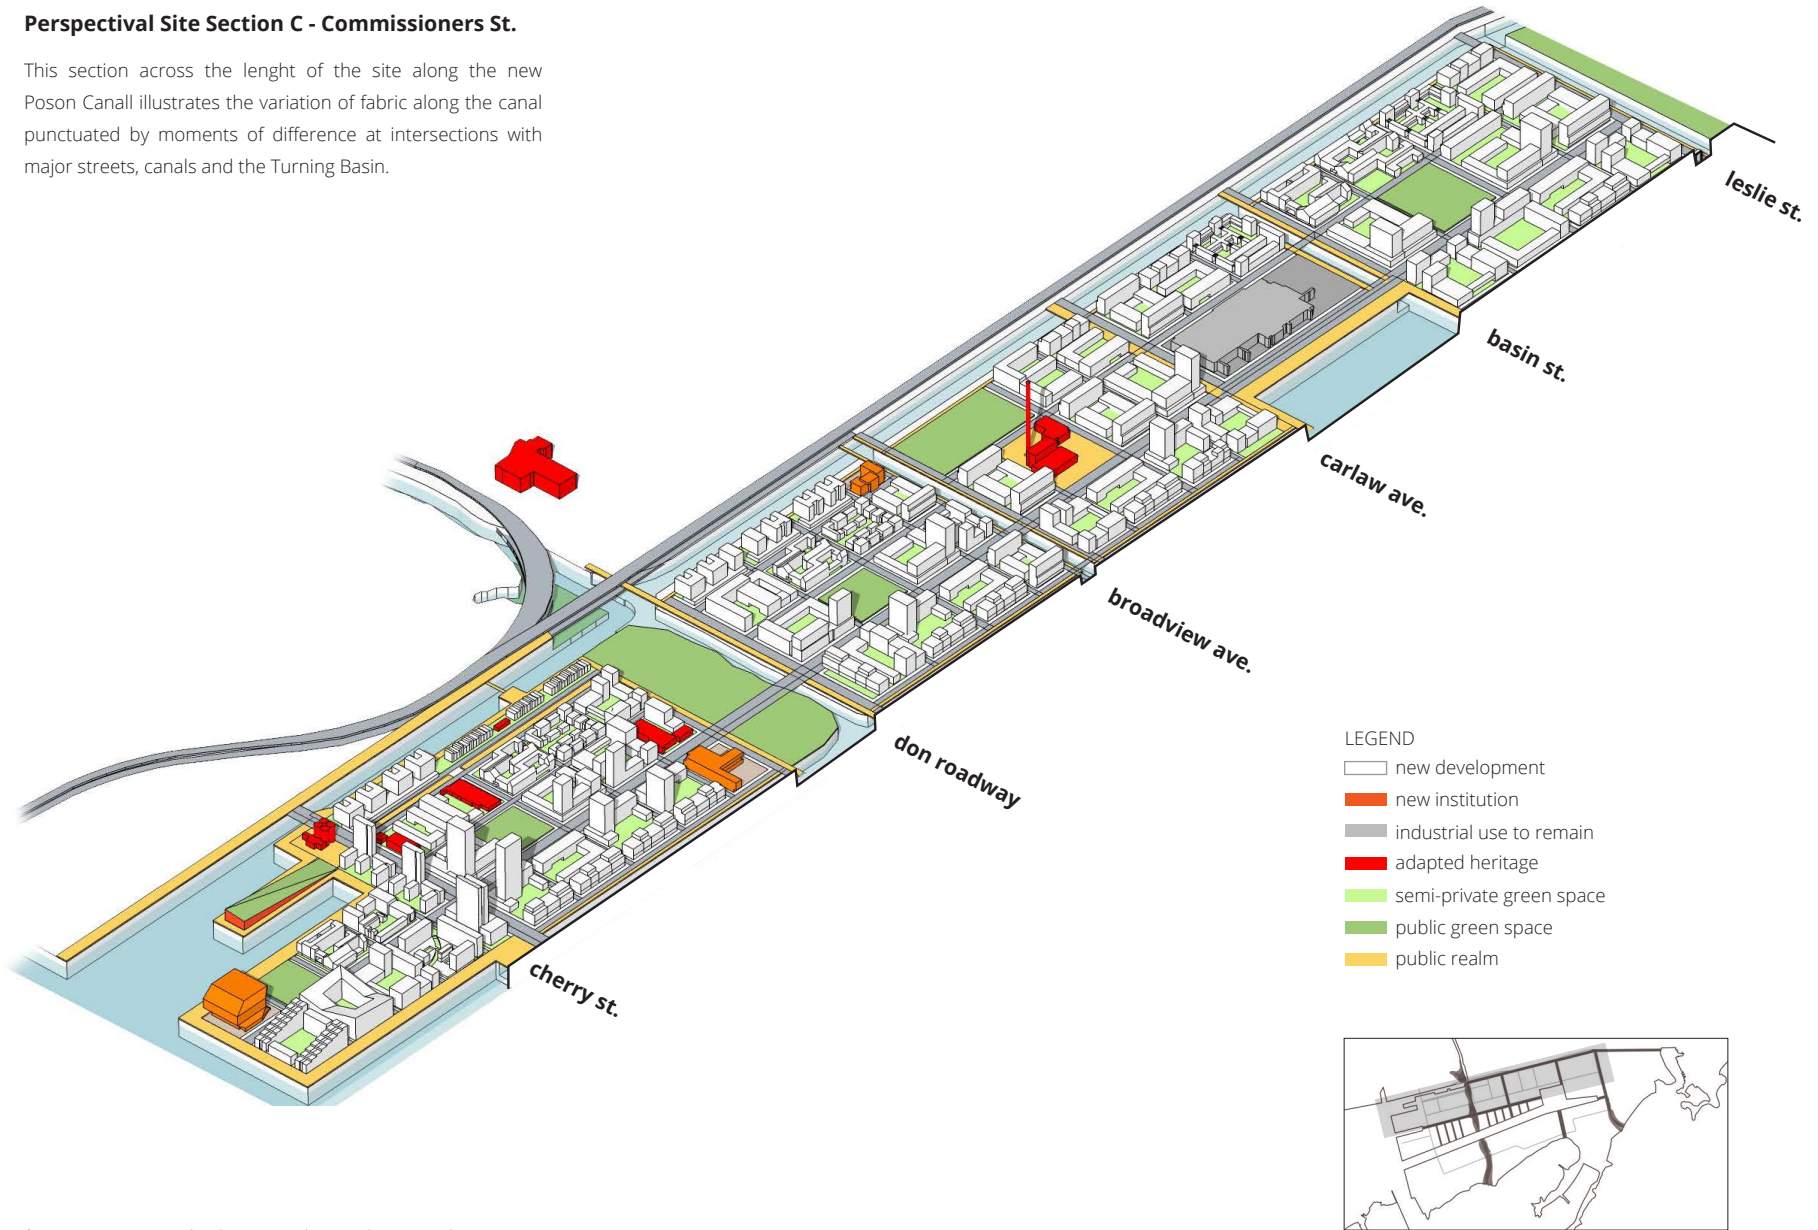 Perspectival Site Section C - Commissioners St.
This section across the lenght of the site along the new
Poson Canall illustrates the variation of fabric along the canal
punctuated by moments of difference at intersections with
major streets, canals and the Turning Basin.
leslie st.
basin st.
carlaw ave.
broadview ave.
don roadway
cherry st.
LEGEND
new development
new institution
industrial use to remain
adapted heritage
semi-private green space
public green space
public realm